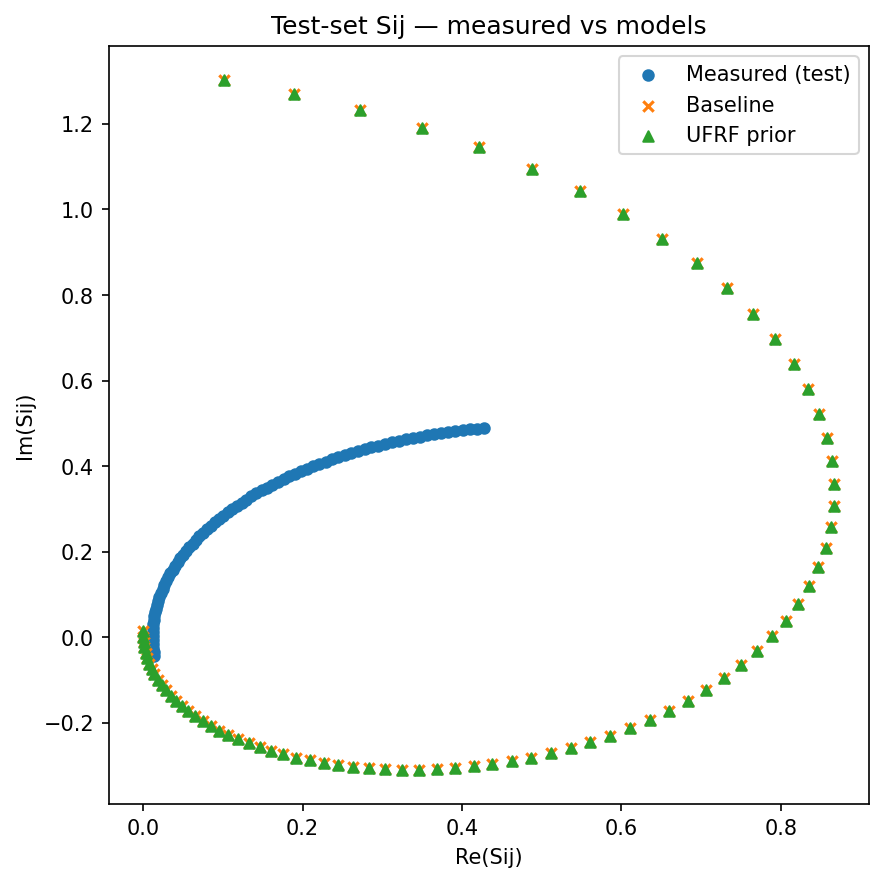 Test-set Sij — measured vs models
Measured (test)
Baseline
UFRF prior
1.2
1.0
0.8
0.6
0.4
0.2
0.0
−0.2
Im(Sij)
0.0
0.2
0.4
0.6
0.8
Re(Sij)